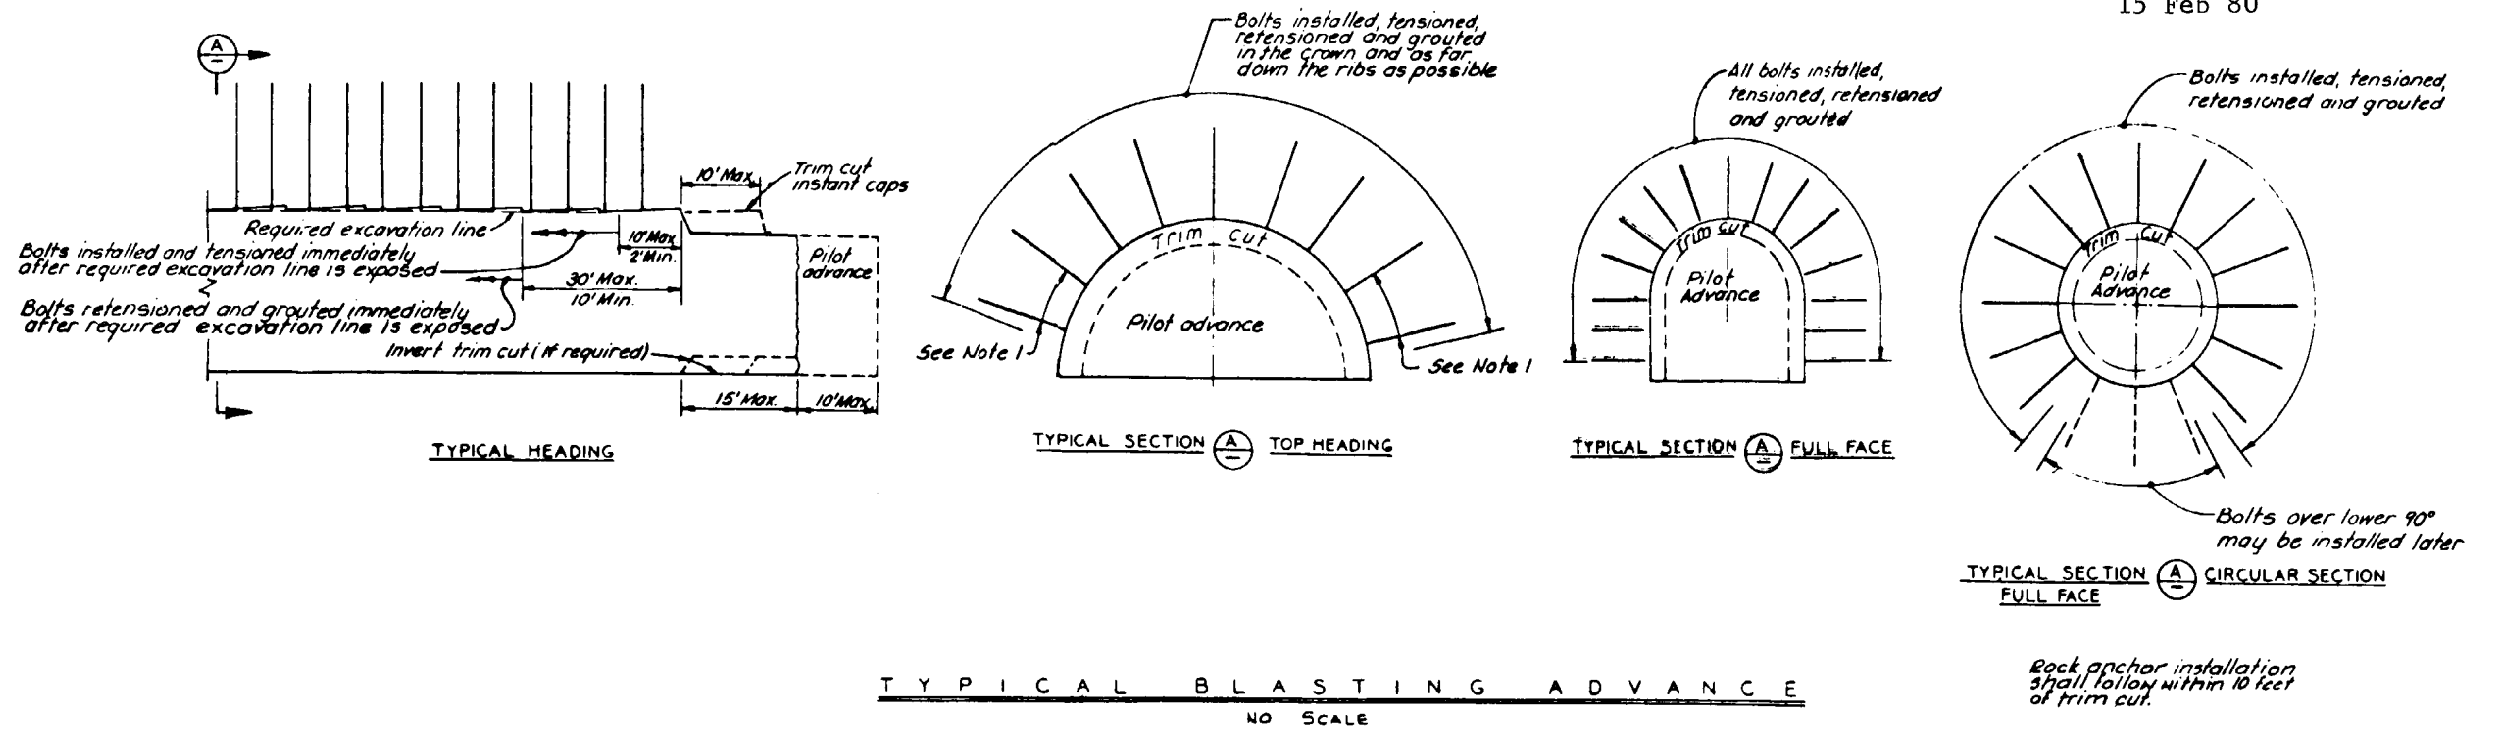 15 Feb 80
A
Bolts installed, tensioned,
retensioned and grouted
in the crown and as far
down the ribs as possible
All bolts installed,
tensioned, retensioned
and grouted
Bolts installed, tensioned,
retensioned and grouted
10' Max.
Trim cut
instant caps
Required excavation line
Bolts installed and tensioned immediately
after required excavation line is exposed
10' Max
2' Min.
30' Max.
10' Min.
Pilot
advance
Bolts retensioned and grouted immediately
after required excavation line is exposed
Invert trim cut (if required)
15' Max.
10' Max.
TYPICAL HEADING
Trim Cut
Pilot advance
See Note 1
See Note 1
TYPICAL SECTION A TOP HEADING
Trim Cut
Pilot
Advance
TYPICAL SECTION A FULL FACE
Trim Cut
Pilot
Advance
Bolts over lower 90°
may be installed later
TYPICAL SECTION A CIRCULAR SECTION
FULL FACE
TYPICAL BLASTING ADVANCE
NO SCALE
Rock anchor installation
shall follow within 10 feet
of trim cut.